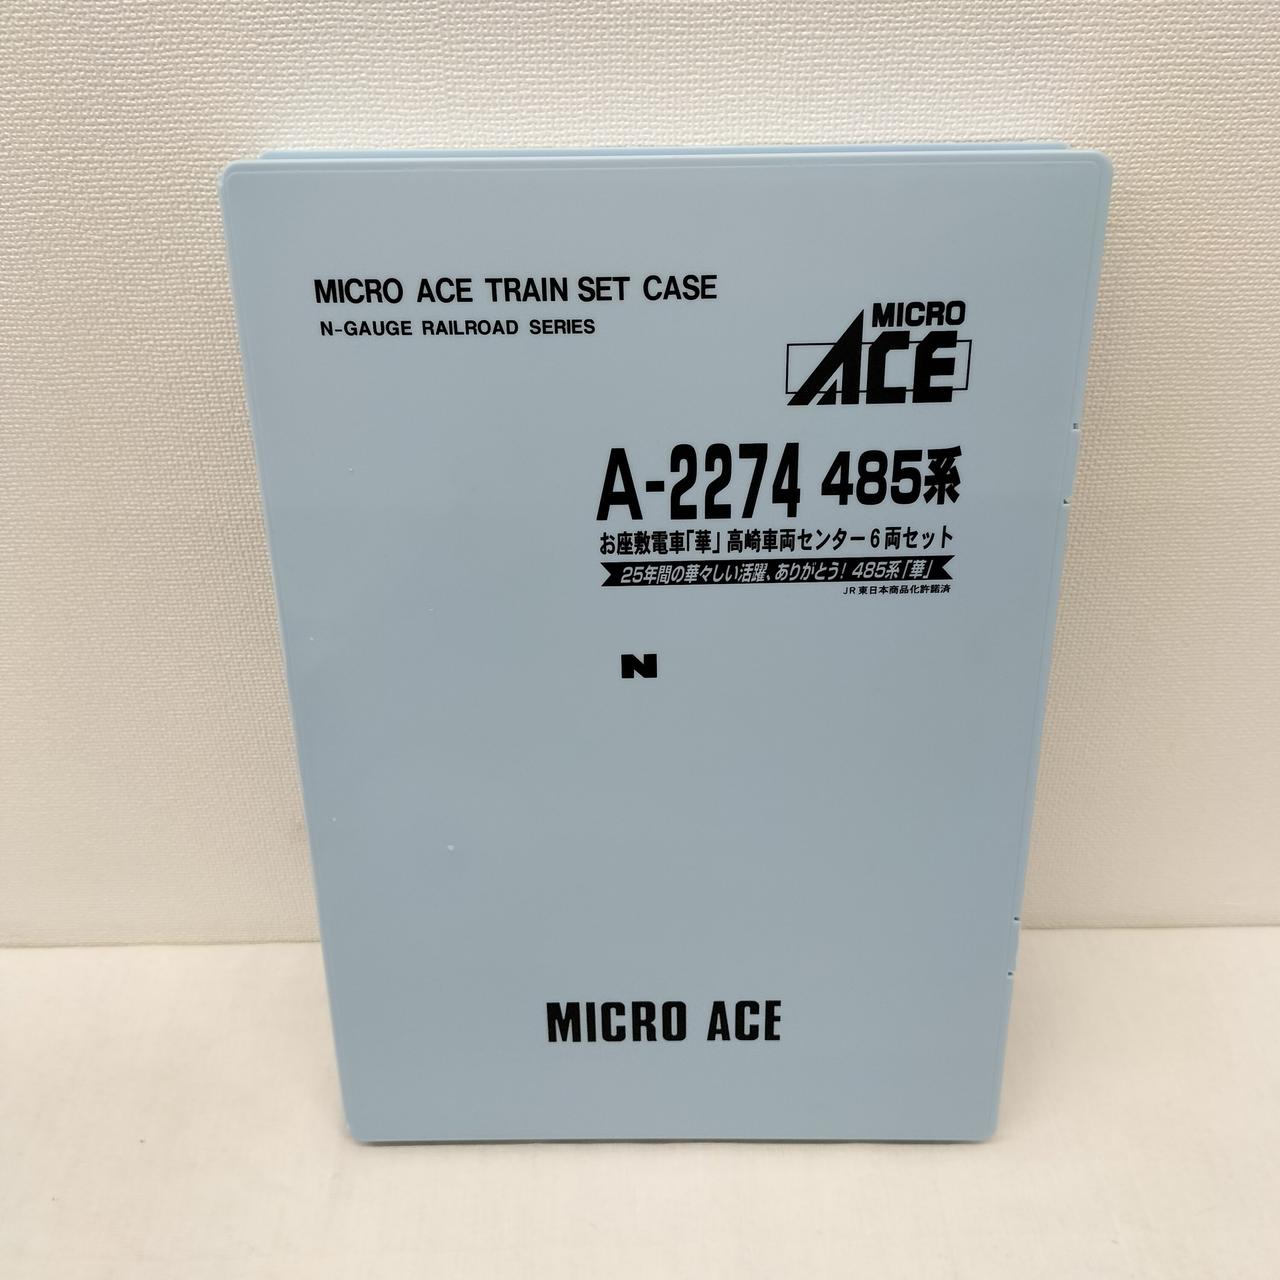 MICRO ACE TRAIN SET CASE
N-GAUGE RAILROAD SERIES
MICRO
ACE
A-2274 485系
お座敷電車「華」高崎車両センター6両セット
25年間の華々しい活躍、ありがとう! 485系「華」
JR東日本商品化許諾済
N
MICRO ACE